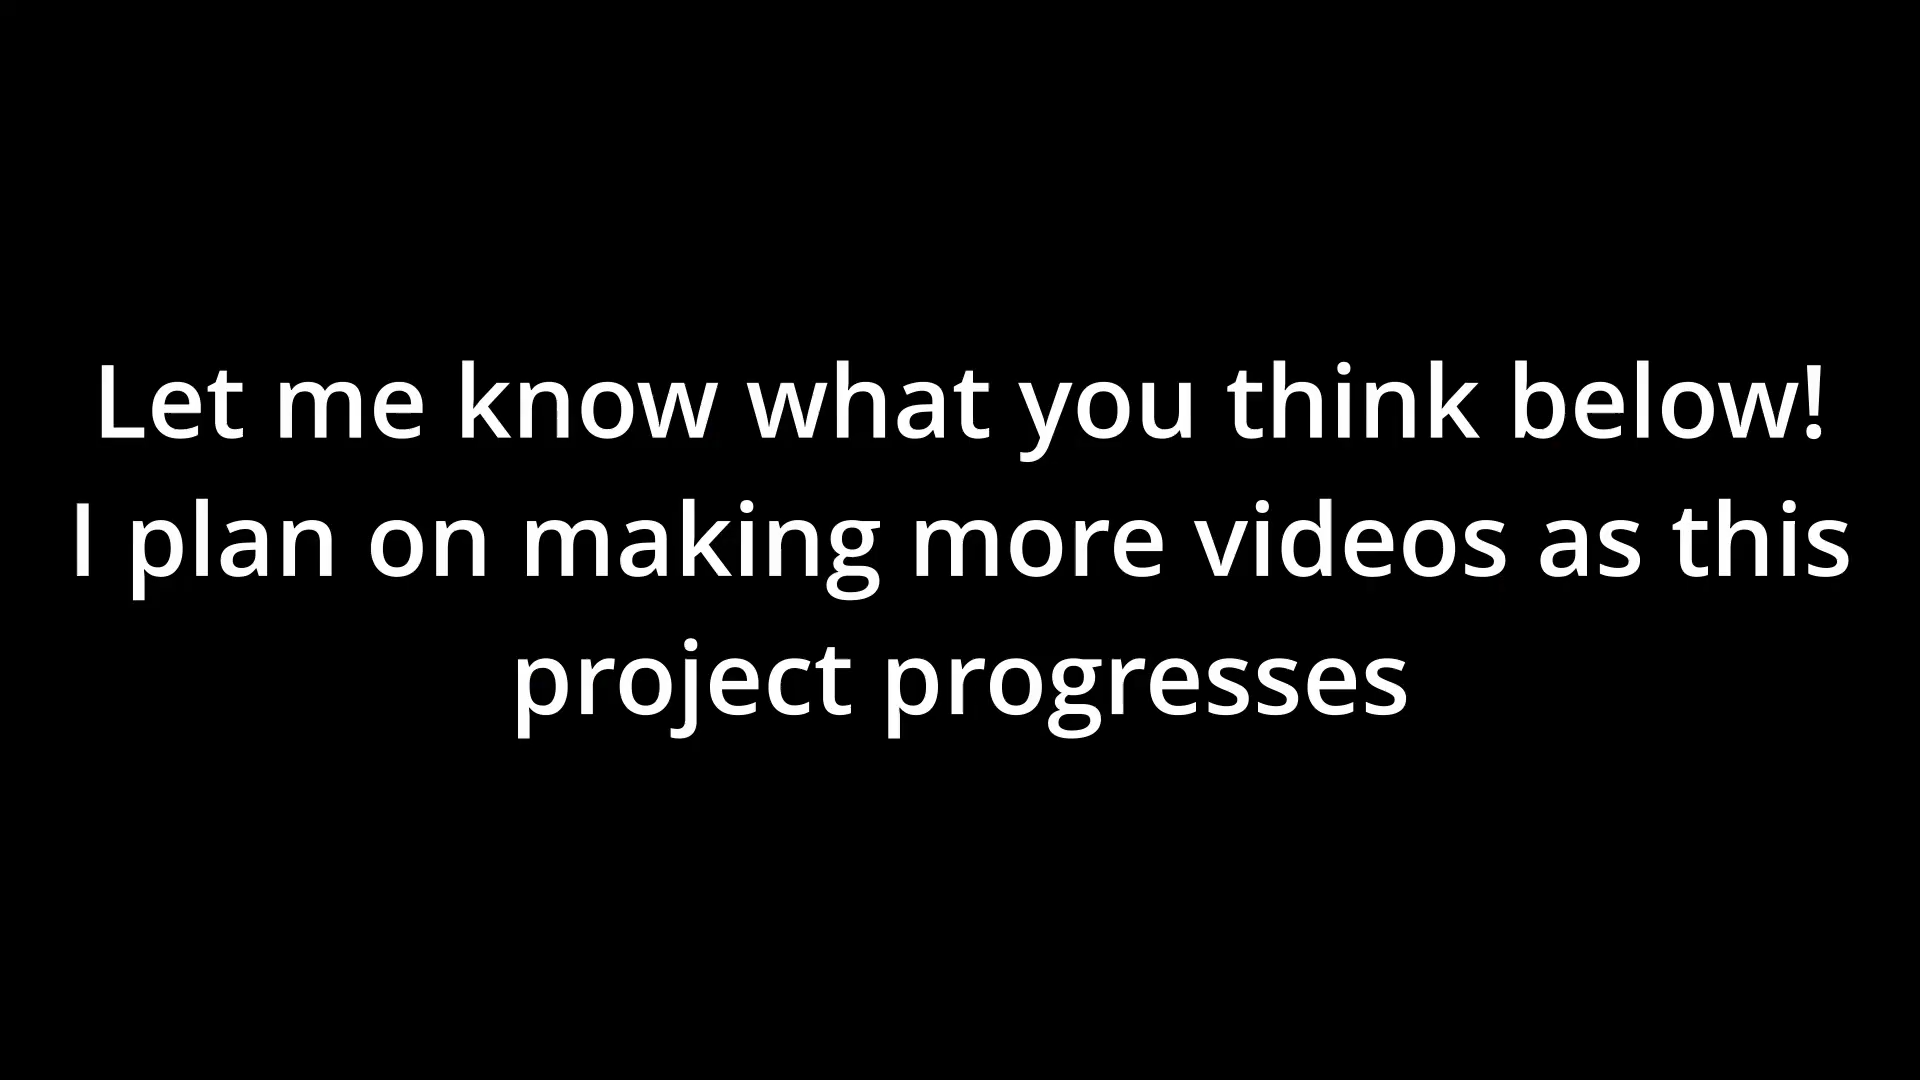 Let me know what you think below!
I plan on making more videos as this
project progresses